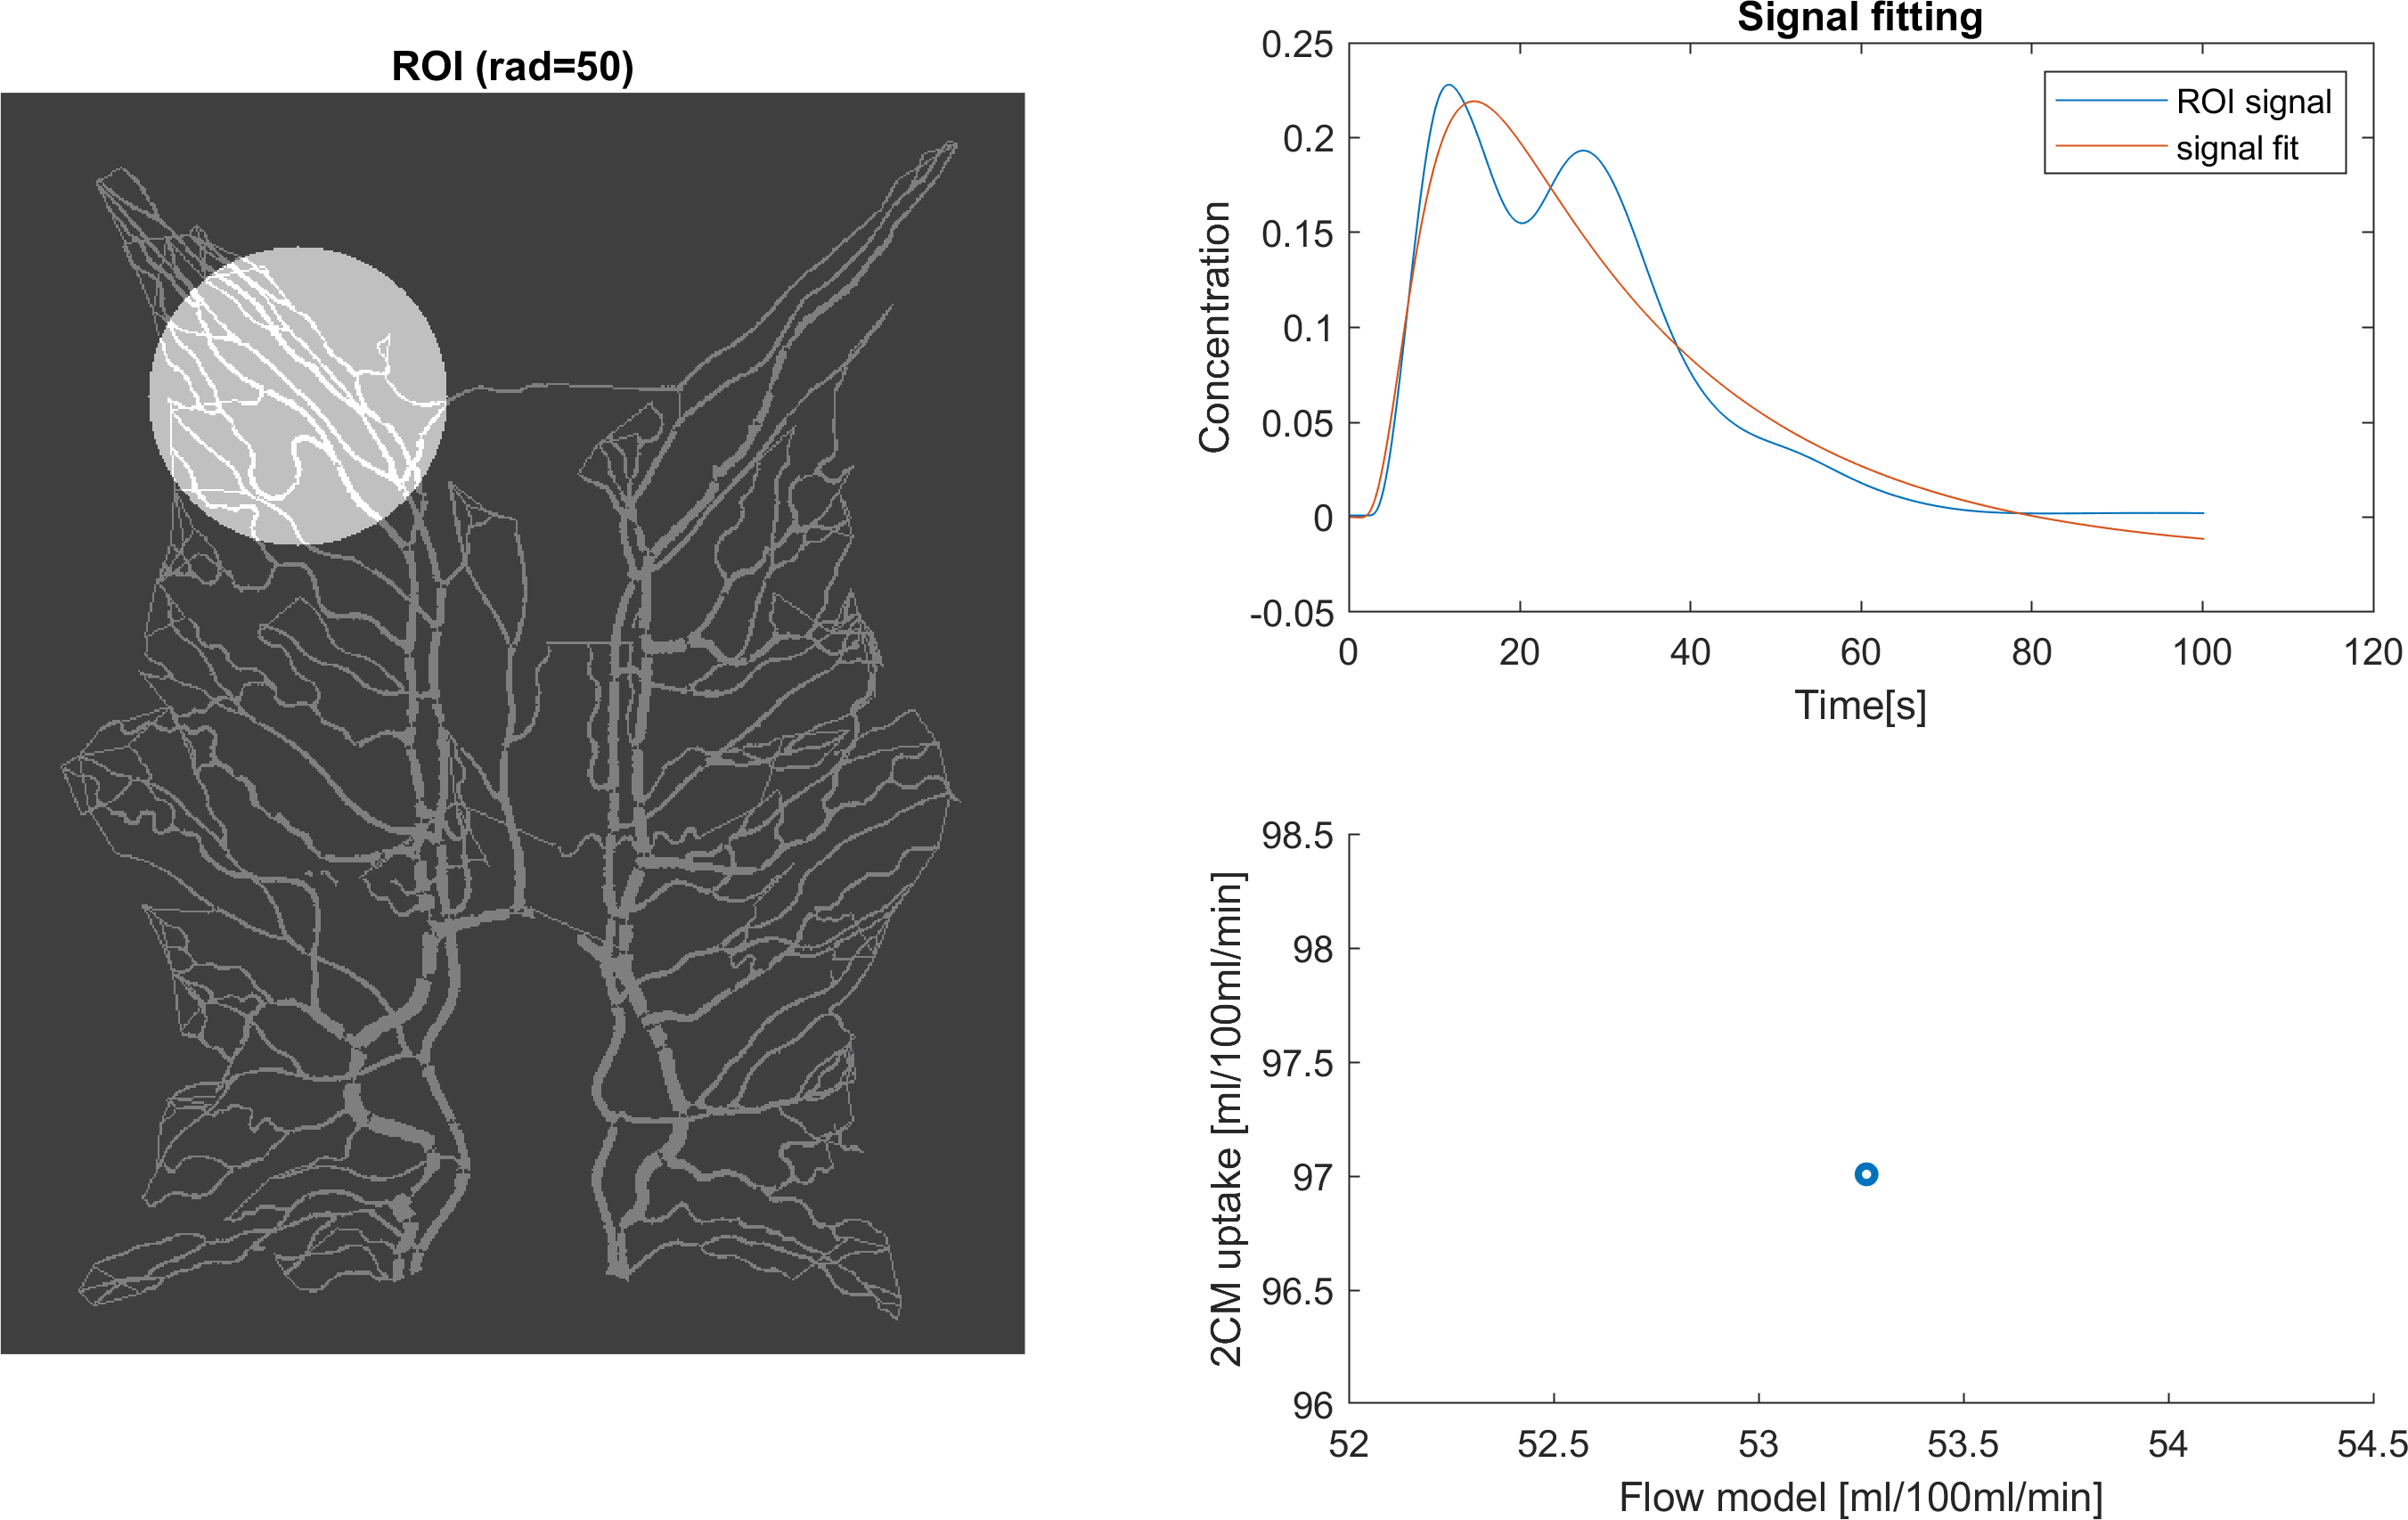 ROI (rad=50)
Signal fitting
0.25
0.2
0.15
0.1
0.05
0
-0.05
Concentration
ROI signal
signal fit
0 20 40 60 80 100 120
Time[s]
98.5
98
97.5
97
96.5
96
2CM uptake [ml/100ml/min]
52 52.5 53 53.5 54 54.5
Flow model [ml/100ml/min]